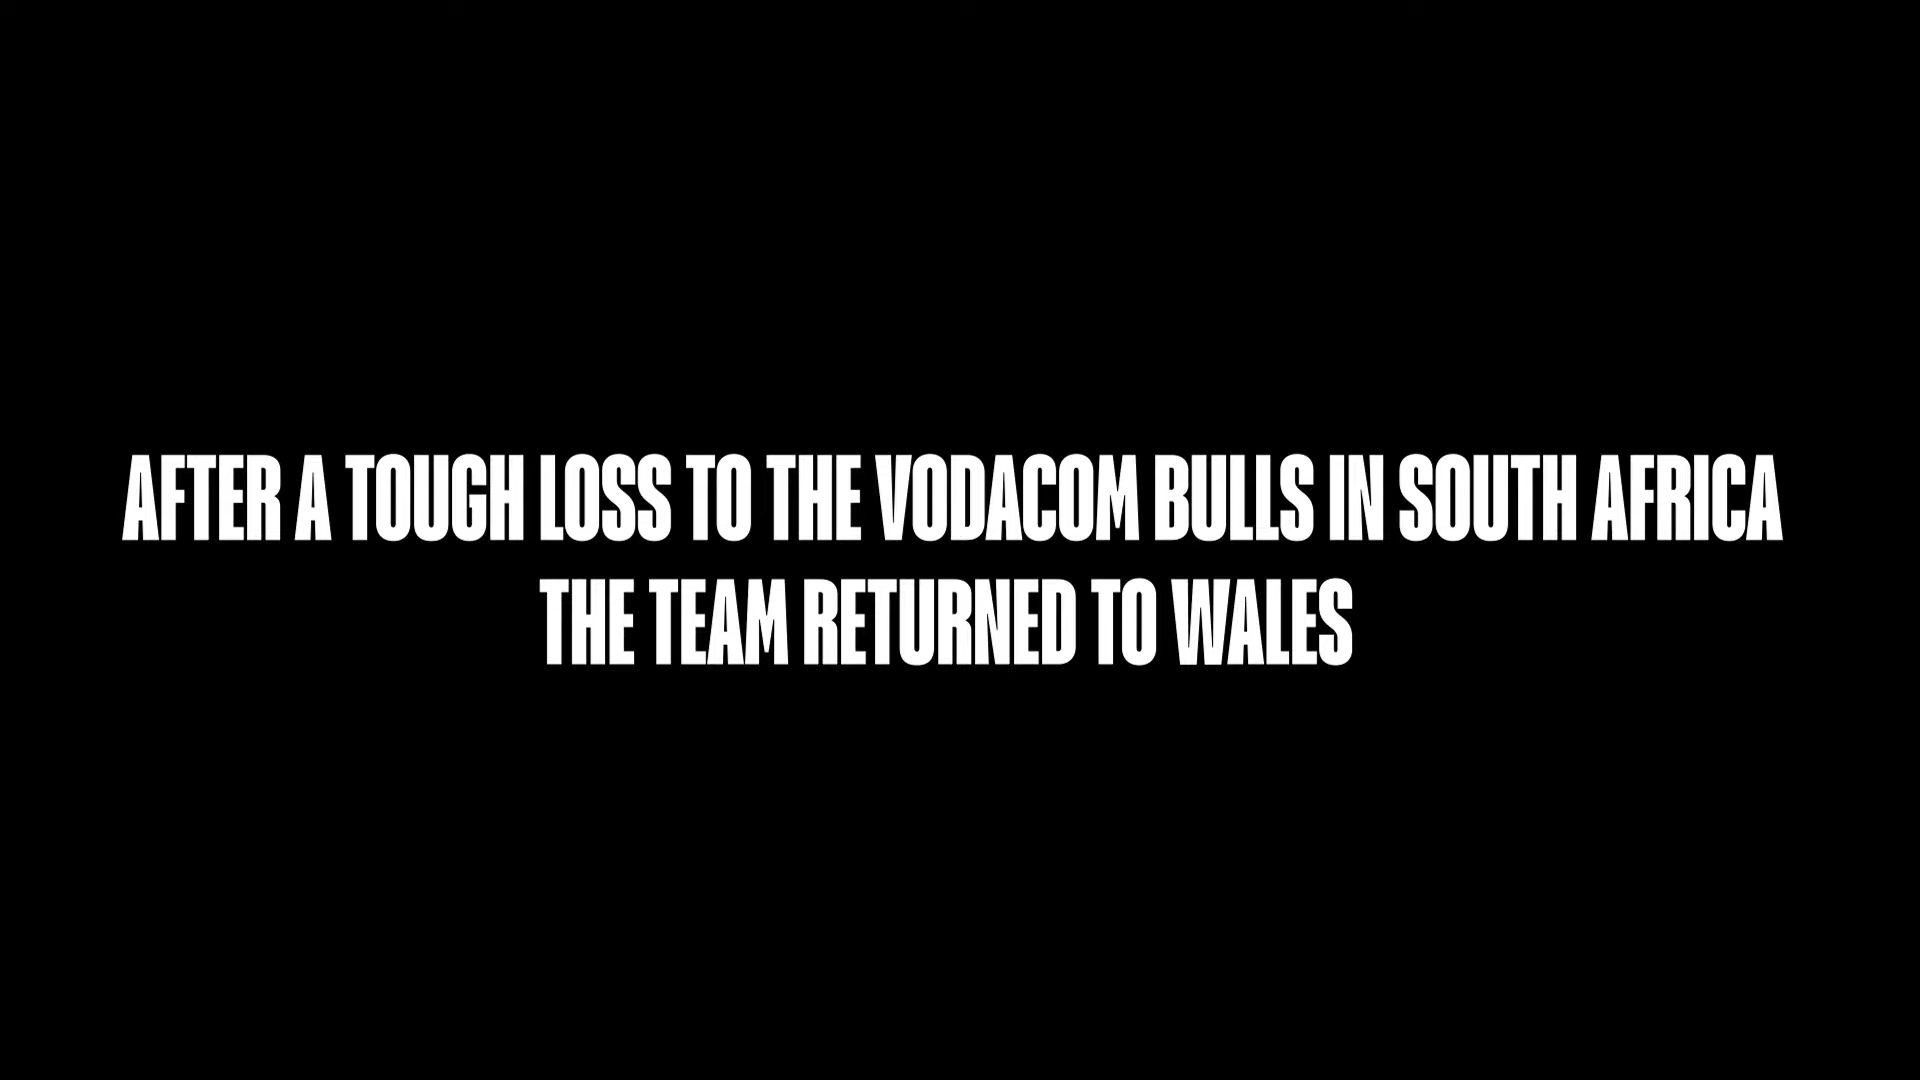 AFTER A TOUGH LOSS TO THE VODACOM BULLS IN SOUTH AFRICA
THE TEAM RETURNED TO WALES